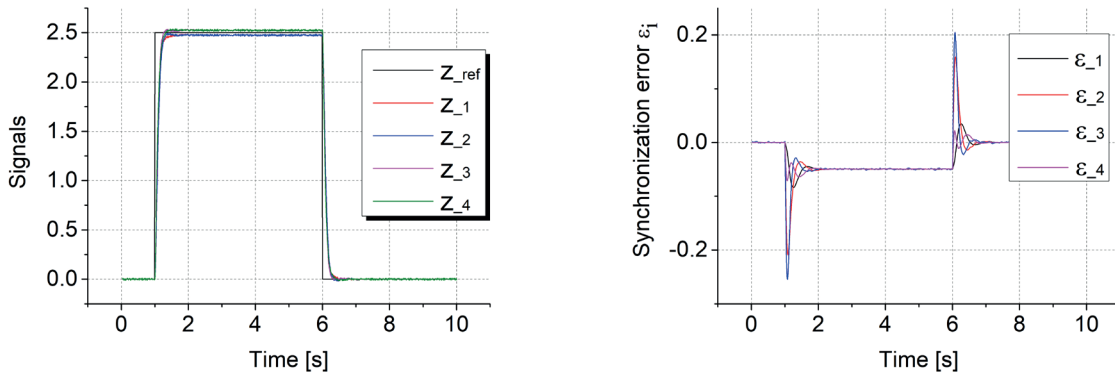 2.5
2.0
1.5
1.0
0.5
0.0
Signals
0 2 4 6 8 10
Time [s]
z_ref
z_1
z_2
z_3
z_4
0.2
0.0
-0.2
Synchronization error εi
0 2 4 6 8 10
Time [s]
ε_1
ε_2
ε_3
ε_4